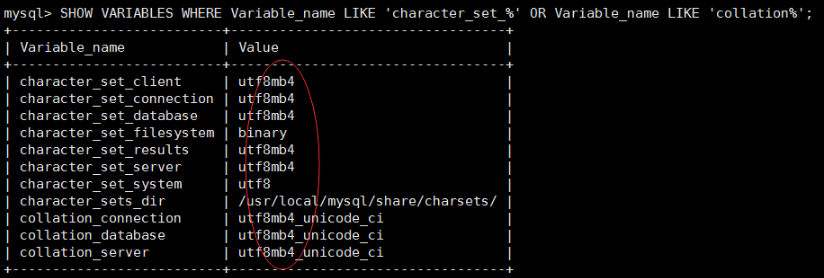 mysql> SHOW VARIABLES WHERE Variable_name LIKE 'character_set_%' OR Variable_name LIKE 'collation%';
+--------------------------+----------------------------------+
| Variable_name | Value |
+--------------------------+----------------------------------+
| character_set_client | utf8mb4 |
| character_set_connection | utf8mb4 |
| character_set_database | utf8mb4 |
| character_set_filesystem | binary |
| character_set_results | utf8mb4 |
| character_set_server | utf8mb4 |
| character_set_system | utf8 |
| character_sets_dir | /usr/local/mysql/share/charsets/ |
| collation_connection | utf8mb4_unicode_ci |
| collation_database | utf8mb4_unicode_ci |
| collation_server | utf8mb4_unicode_ci |
+--------------------------+----------------------------------+